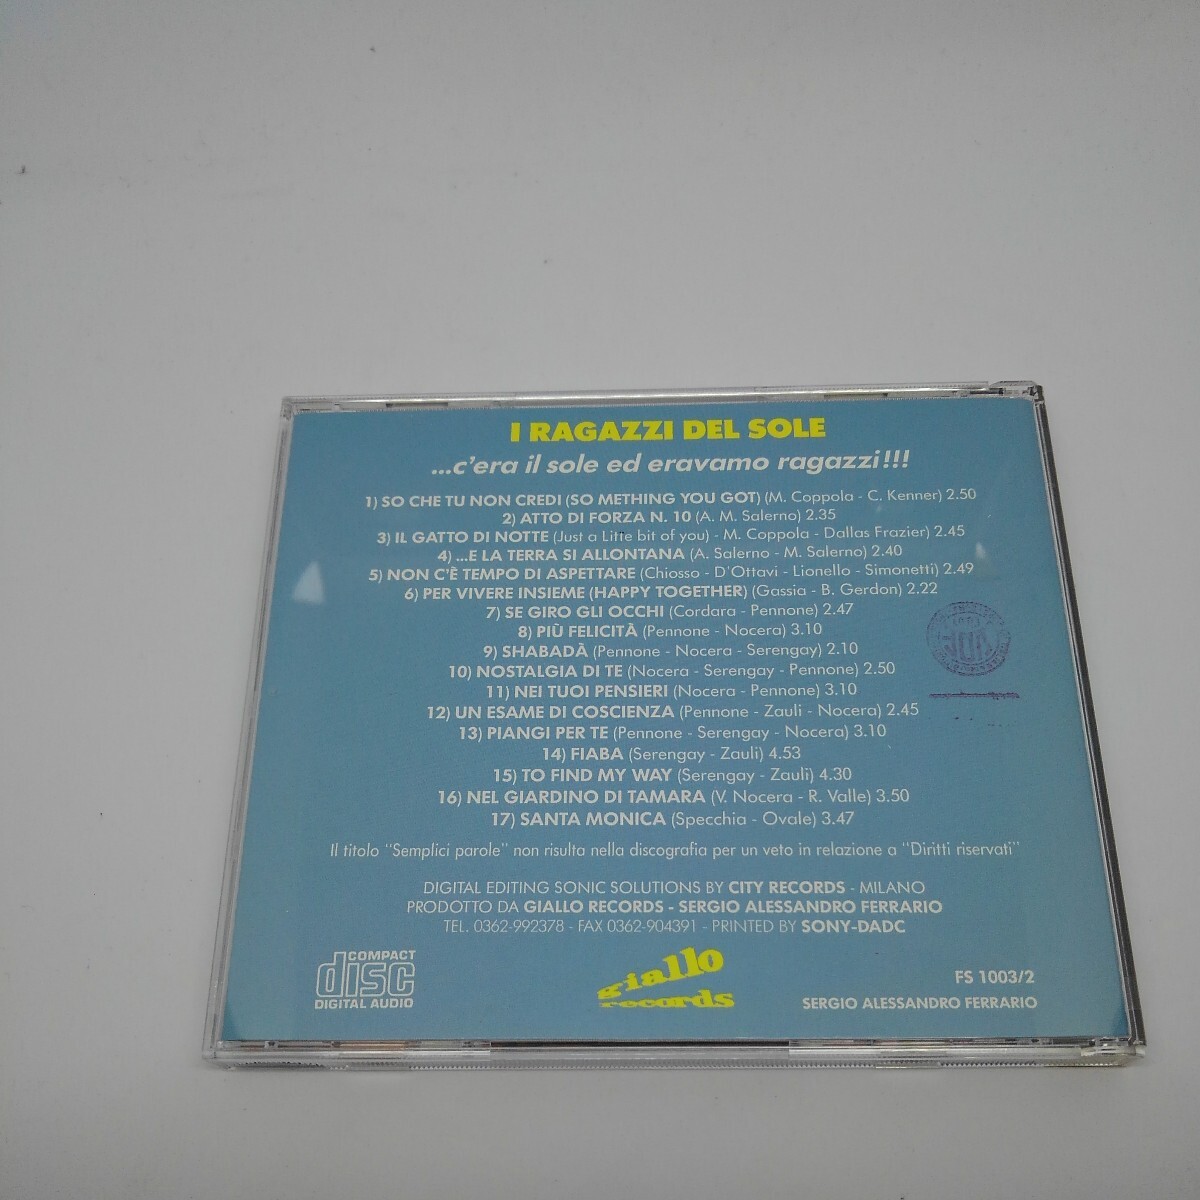 I RAGAZZI DEL SOLE
...c'era il sole ed eravamo ragazzi!!!
1) SO CHE TU NON CREDI (SO METHING YOU GOT) (M. Coppola - C. Kenner) 2.50
2) ATTO DI FORZA N. 10 (A. M. Salerno) 2.35
3) IL GATTO DI NOTTE (Just a Litte bit of you) - M. Coppola - Dallas Frazier) 2.45
4) ...E LA TERRA SI ALLONTANA (A. Salerno - M. Salerno) 2.40
5) NON C'È TEMPO DI ASPETTARE (Chiosso - D'Ottavi - Lionello - Simonetti) 2.49
6) PER VIVERE INSIEME (HAPPY TOGETHER) (Gassia - B. Gerdon) 2.22
7) SE GIRO GLI OCCHI (Cordara - Pennone) 2.47
8) PIÙ FELICITÀ (Pennone - Nocera) 3.10
9) SHABADÀ (Pennone - Nocera - Serengay) 2.10
10) NOSTALGIA DI TE (Nocera - Serengay - Pennone) 2.50
11) NEI TUOI PENSIERI (Nocera - Pennone) 3.10
12) UN ESAME DI COSCIENZA (Pennone - Zauli - Nocera) 2.45
13) PIANGI PER TE (Pennone - Serengay - Nocera) 3.10
14) FIABA (Serengay - Zauli) 4.53
15) TO FIND MY WAY (Serengay - Zauli) 4.30
16) NEL GIARDINO DI TAMARA (V. Nocera - R. Valle) 3.50
17) SANTA MONICA (Specchia - Ovale) 3.47
Il titolo "Semplici parole" non risulta nella discografia per un veto in relazione a "Diritti riservati"
DIGITAL EDITING SONIC SOLUTIONS BY CITY RECORDS - MILANO
PRODOTTO DA GIALLO RECORDS - SERGIO ALESSANDRO FERRARIO
TEL. 0362-992378 - FAX 0362-904391 - PRINTED BY SONY-DADC
COMPACT
disc
DIGITAL AUDIO
giallo
records
FS 1003/2
SERGIO ALESSANDRO FERRARIO